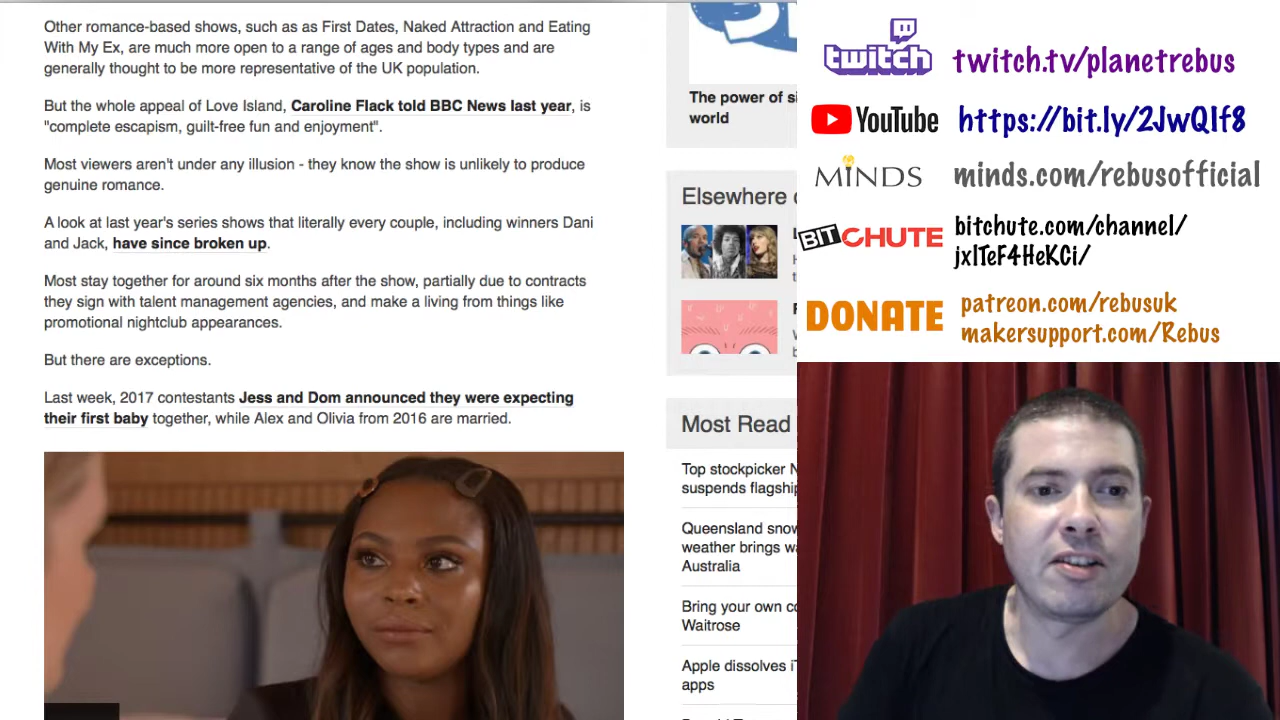 Other romance-based shows, such as as First Dates, Naked Attraction and Eating
With My Ex, are much more open to a range of ages and body types and are
generally thought to be more representative of the UK population.
But the whole appeal of Love Island, Caroline Flack told BBC News last year, is
"complete escapism, guilt-free fun and enjoyment".
Most viewers aren't under any illusion - they know the show is unlikely to produce
genuine romance.
A look at last year's series shows that literally every couple, including winners Dani
and Jack, have since broken up.
Most stay together for around six months after the show, partially due to contracts
they sign with talent management agencies, and make a living from things like
promotional nightclub appearances.
But there are exceptions.
Last week, 2017 contestants Jess and Dom announced they were expecting
their first baby together, while Alex and Olivia from 2016 are married.
The power of
world
Elsewhere
Most Read
Top stockpicker
suspends flagship
Queensland snow
weather brings
Australia
Bring your own
Waitrose
Apple dissolves
apps
twitch
twitch.tv/planetrebus
YouTube
https://bit.ly/2JwQIf8
MINDS
minds.com/rebusofficial
BITCHUTE
bitchute.com/channel/
jxlTeF4HeKCi/
DONATE
patreon.com/rebusuk
makersupport.com/Rebus